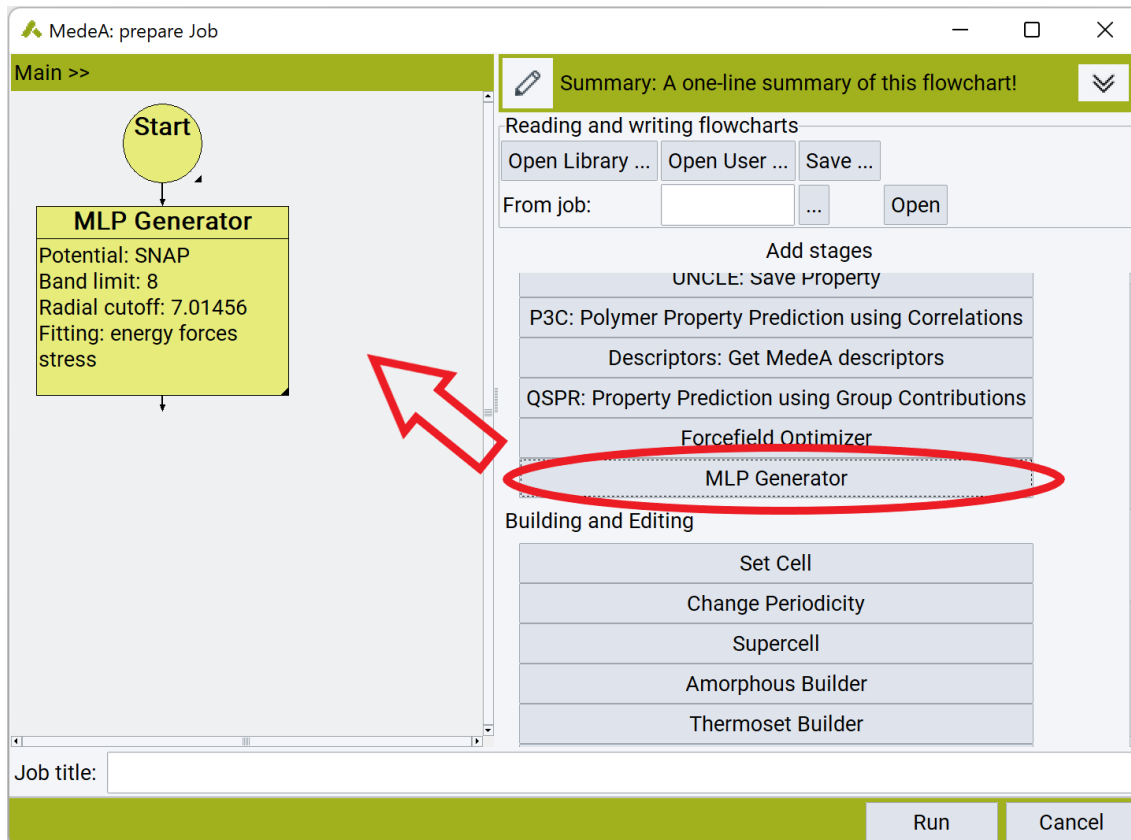 MedeA: prepare Job
Main >>
Start
MLP Generator
Potential: SNAP
Band limit: 8
Radial cutoff: 7.01456
Fitting: energy forces
stress
Summary: A one-line summary of this flowchart!
Reading and writing flowcharts
Open Library ... Open User ... Save ...
From job: ... Open
Add stages
UNCLE: Save Property
P3C: Polymer Property Prediction using Correlations
Descriptors: Get MedeA descriptors
QSPR: Property Prediction using Group Contributions
Forcefield Optimizer
MLP Generator
Building and Editing
Set Cell
Change Periodicity
Supercell
Amorphous Builder
Thermoset Builder
Job title:
Run Cancel